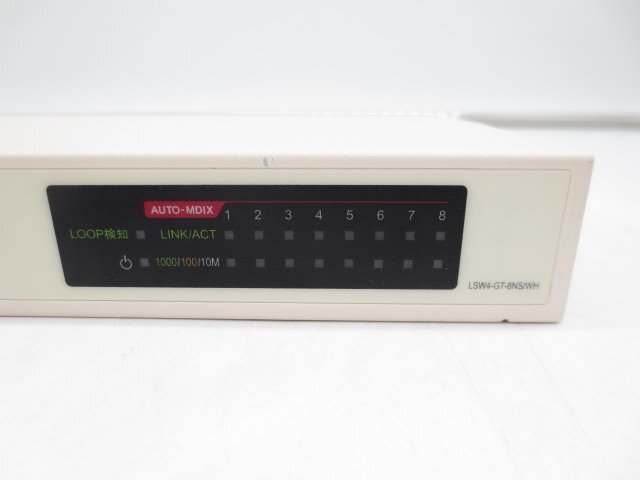 AUTO-MDIX 1 2 3 4 5 6 7 8
LOOP検知 LINK/ACT
1000/100/10M
LSW4-GT-8NS/WH